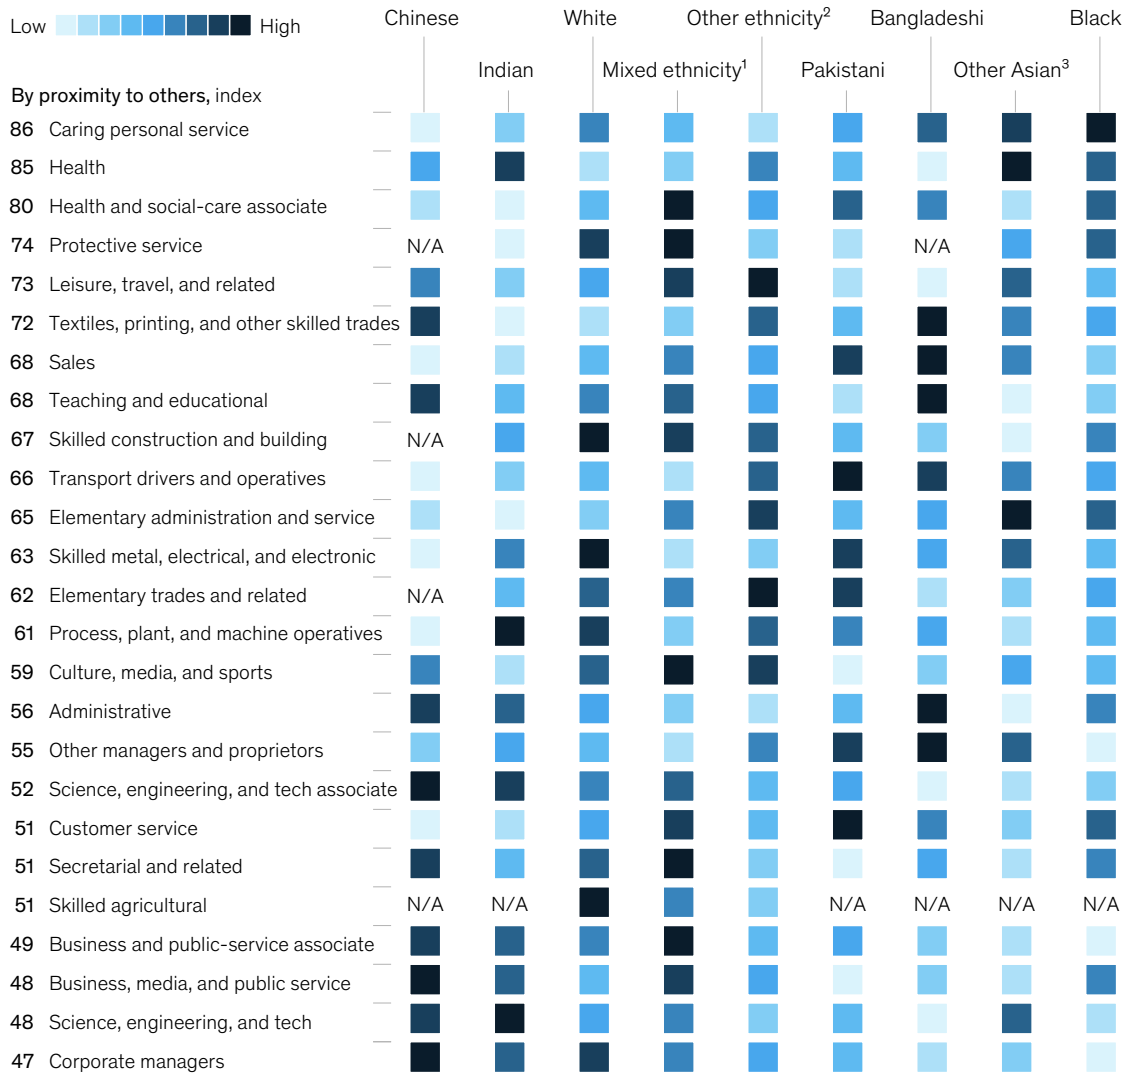 Chinese White Other ethnicity² Bangladeshi Black
Low High
Indian Mixed ethnicity¹ Pakistani Other Asian³
By proximity to others, index
86 Caring personal service
85 Health
80 Health and social-care associate
74 Protective service N/A N/A
73 Leisure, travel, and related
72 Textiles, printing, and other skilled trades
68 Sales
68 Teaching and educational
67 Skilled construction and building N/A
66 Transport drivers and operatives
65 Elementary administration and service
63 Skilled metal, electrical, and electronic
62 Elementary trades and related N/A
61 Process, plant, and machine operatives
59 Culture, media, and sports
56 Administrative
55 Other managers and proprietors
52 Science, engineering, and tech associate
51 Customer service
51 Secretarial and related
51 Skilled agricultural N/A N/A N/A N/A N/A N/A
49 Business and public-service associate
48 Business, media, and public service
48 Science, engineering, and tech
47 Corporate managers